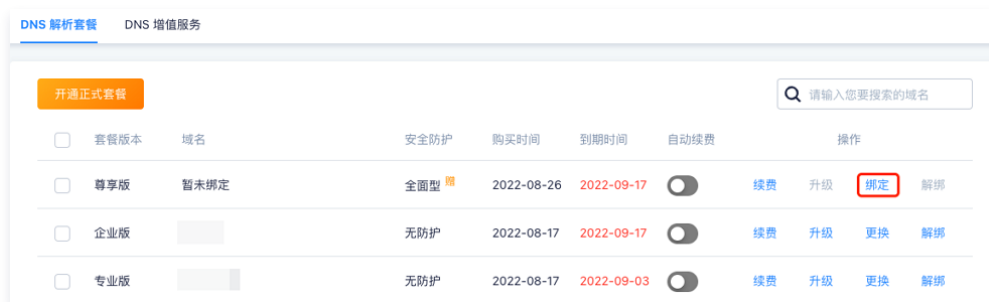 DNS 解析套餐 DNS 增值服务
开通正式套餐 请输入您要搜索的域名
套餐版本 域名 安全防护 购买时间 到期时间 自动续费 操作
尊享版 暂未绑定 全面型 赠 2022-08-26 2022-09-17 续费 升级 绑定 解绑
企业版 无防护 2022-08-17 2022-09-17 续费 升级 更换 解绑
专业版 无防护 2022-08-17 2022-09-03 续费 升级 更换 解绑